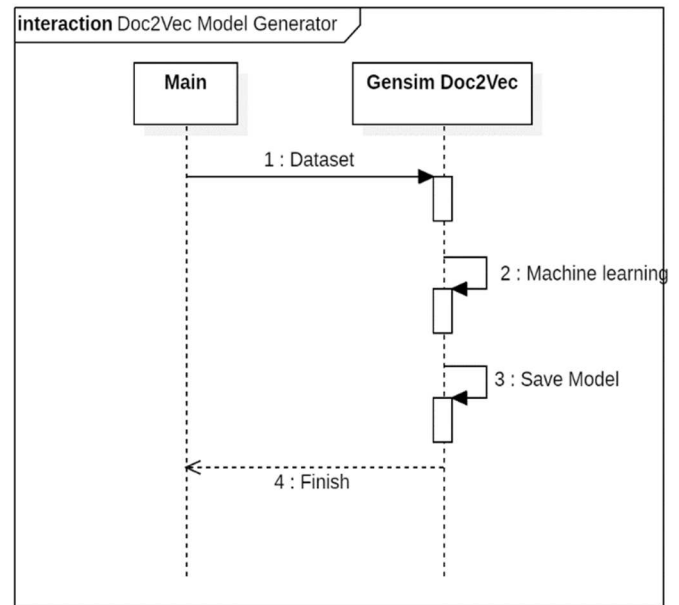 interaction Doc2Vec Model Generator
Main
Gensim Doc2Vec
1 : Dataset
2 : Machine learning
3 : Save Model
4 : Finish